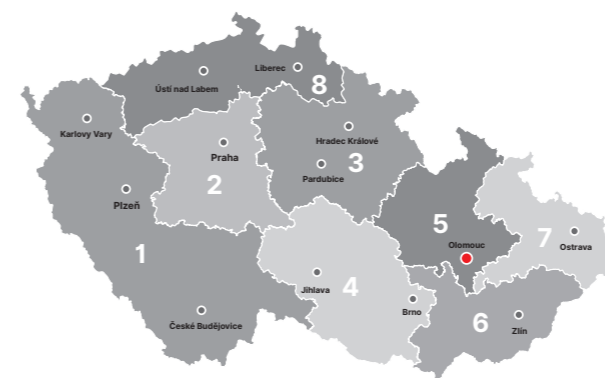 Liberec
8
Ústí nad Labem
Karlovy Vary
Hradec Králové
Praha
3
Pardubice
2
Plzeň
5
Olomouc
7
Ostrava
1
Jihlava
4
Brno
6
České Budějovice
Zlín